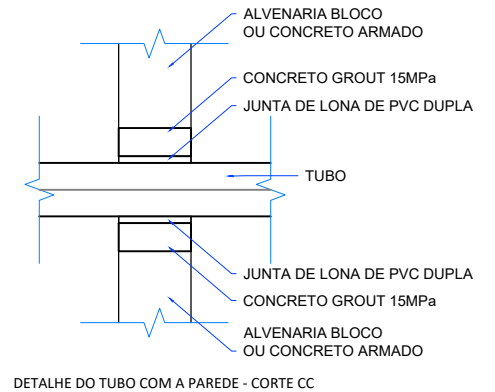 ALVENARIA BLOCO
OU CONCRETO ARMADO
CONCRETO GROUT 15MPa
JUNTA DE LONA DE PVC DUPLA
TUBO
JUNTA DE LONA DE PVC DUPLA
CONCRETO GROUT 15MPa
ALVENARIA BLOCO
OU CONCRETO ARMADO
DETALHE DO TUBO COM A PAREDE - CORTE CC